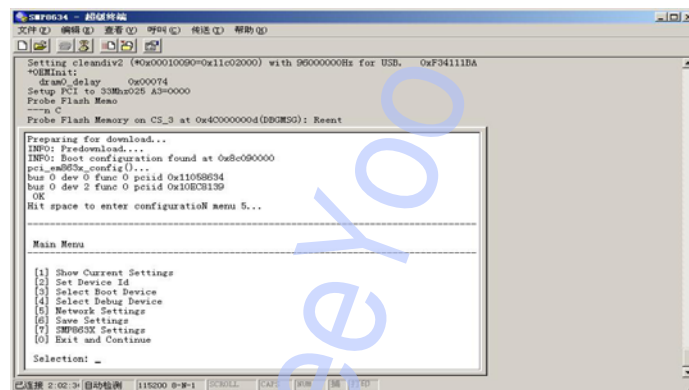 SMP8634 - 超级终端
文件(F) 编辑(E) 查看(V) 呼叫(C) 传送(T) 帮助(H)
Setting cleandiv2 (*0x00010090=0x11c02000) with 96000000Hz for USB. 0xF34111BA
+OEMInit:
dram0_delay 0x00074
Setup PCI to 33Mhz025 A3=0000
Probe Flash Memo
---n C
Probe Flash Memory on CS_3 at 0x4C000000d(DBGMSG): Reent
Preparing for download...
INFO: Predownload....
INFO: Boot configuration found at 0x8c090000
pci_em863x_config()...
bus 0 dev 0 func 0 pciid 0x11058634
bus 0 dev 2 func 0 pciid 0x10EC8139
OK
Hit space to enter configuratioN menu 5...
Main Menu
[1] Show Current Settings
[2] Set Device Id
[3] Select Boot Device
[4] Select Debug Device
[5] Network Settings
[6] Save Settings
[7] SMP863X Settings
[0] Exit and Continue
Selection: _
已连接 2:02:3 自动检测 115200 8-N-1 SCROLL CAPS NUM 捕
eeYoo